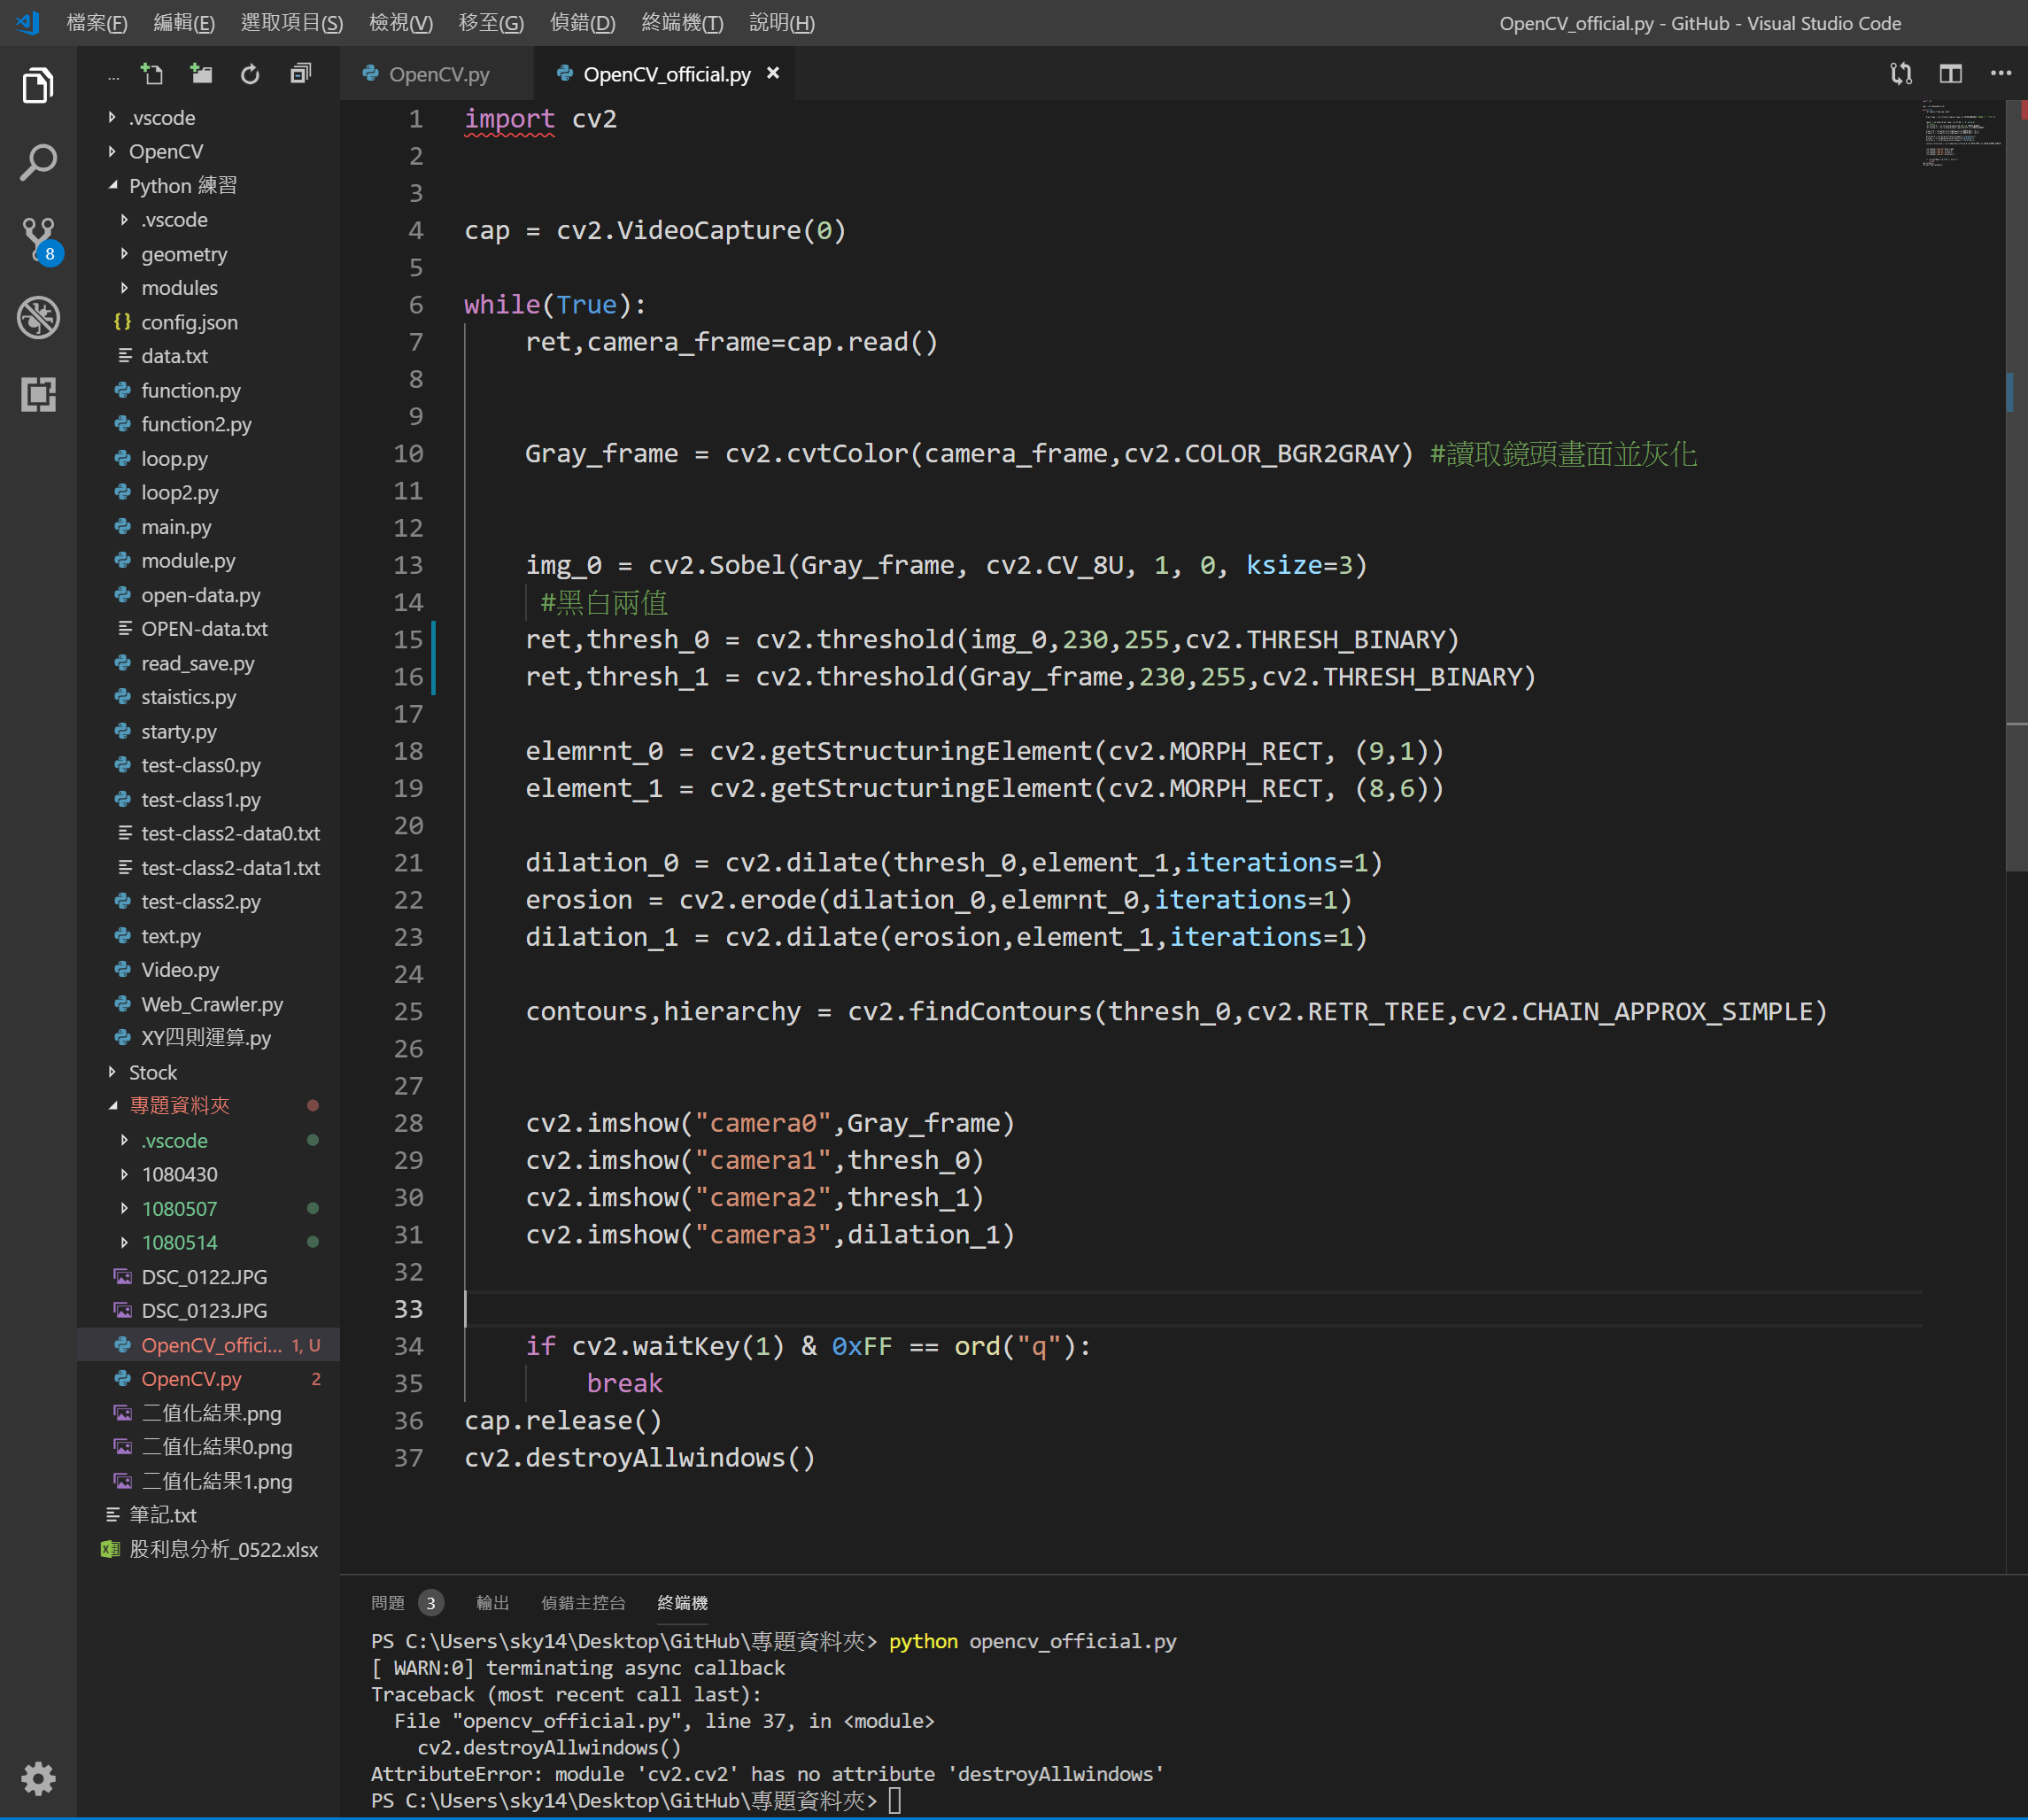 檔案(F) 編輯(E) 選取項目(S) 檢視(V) 移至(G) 偵錯(D) 終端機(T) 說明(H) OpenCV_official.py - GitHub - Visual Studio Code
OpenCV.py OpenCV_official.py
8
.vscode
OpenCV
Python 練習
.vscode
geometry
modules
config.json
data.txt
function.py
function2.py
loop.py
loop2.py
main.py
module.py
open-data.py
OPEN-data.txt
read_save.py
staistics.py
starty.py
test-class0.py
test-class1.py
test-class2-data0.txt
test-class2-data1.txt
test-class2.py
text.py
Video.py
Web_Crawler.py
XY四則運算.py
Stock
專題資料夾
.vscode
1080430
1080507
1080514
DSC_0122.JPG
DSC_0123.JPG
OpenCV_offici... 1, U
OpenCV.py 2
二值化結果.png
二值化結果0.png
二值化結果1.png
筆記.txt
股利息分析_0522.xlsx
1 import cv2
2
3
4 cap = cv2.VideoCapture(0)
5
6 while(True):
7 ret,camera_frame=cap.read()
8
9
10 Gray_frame = cv2.cvtColor(camera_frame,cv2.COLOR_BGR2GRAY) #讀取鏡頭畫面並灰化
11
12
13 img_0 = cv2.Sobel(Gray_frame, cv2.CV_8U, 1, 0, ksize=3)
14 #黑白兩值
15 ret,thresh_0 = cv2.threshold(img_0,230,255,cv2.THRESH_BINARY)
16 ret,thresh_1 = cv2.threshold(Gray_frame,230,255,cv2.THRESH_BINARY)
17
18 elemrnt_0 = cv2.getStructuringElement(cv2.MORPH_RECT, (9,1))
19 element_1 = cv2.getStructuringElement(cv2.MORPH_RECT, (8,6))
20
21 dilation_0 = cv2.dilate(thresh_0,element_1,iterations=1)
22 erosion = cv2.erode(dilation_0,elemrnt_0,iterations=1)
23 dilation_1 = cv2.dilate(erosion,element_1,iterations=1)
24
25 contours,hierarchy = cv2.findContours(thresh_0,cv2.RETR_TREE,cv2.CHAIN_APPROX_SIMPLE)
26
27
28 cv2.imshow("camera0",Gray_frame)
29 cv2.imshow("camera1",thresh_0)
30 cv2.imshow("camera2",thresh_1)
31 cv2.imshow("camera3",dilation_1)
32
33
34 if cv2.waitKey(1) & 0xFF == ord("q"):
35 break
36 cap.release()
37 cv2.destroyAllwindows()
問題 3 輸出 偵錯主控台 終端機
PS C:\Users\sky14\Desktop\GitHub\專題資料夾> python opencv_official.py
[ WARN:0] terminating async callback
Traceback (most recent call last):
File "opencv_official.py", line 37, in <module>
cv2.destroyAllwindows()
AttributeError: module 'cv2.cv2' has no attribute 'destroyAllwindows'
PS C:\Users\sky14\Desktop\GitHub\專題資料夾>